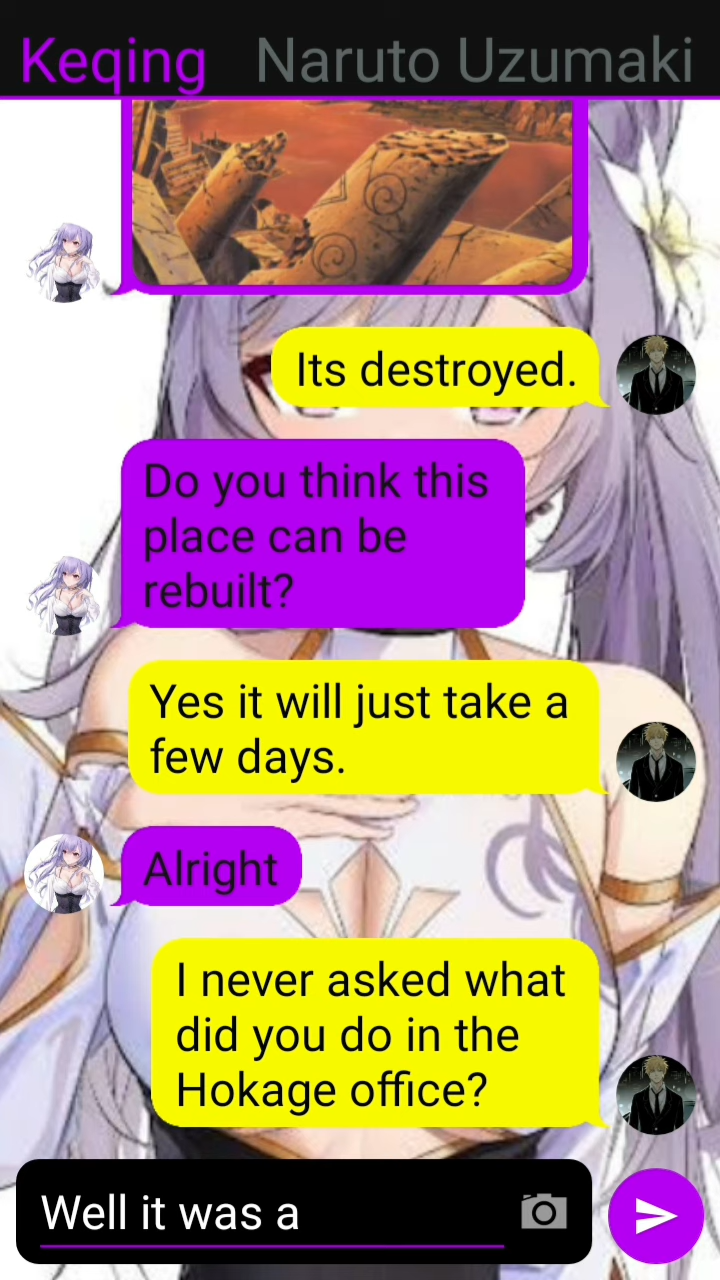 Keqing Naruto Uzumaki
Its destroyed.
Do you think this
place can be
rebuilt?
Yes it will just take a
few days.
Alright
I never asked what
did you do in the
Hokage office?
Well it was a